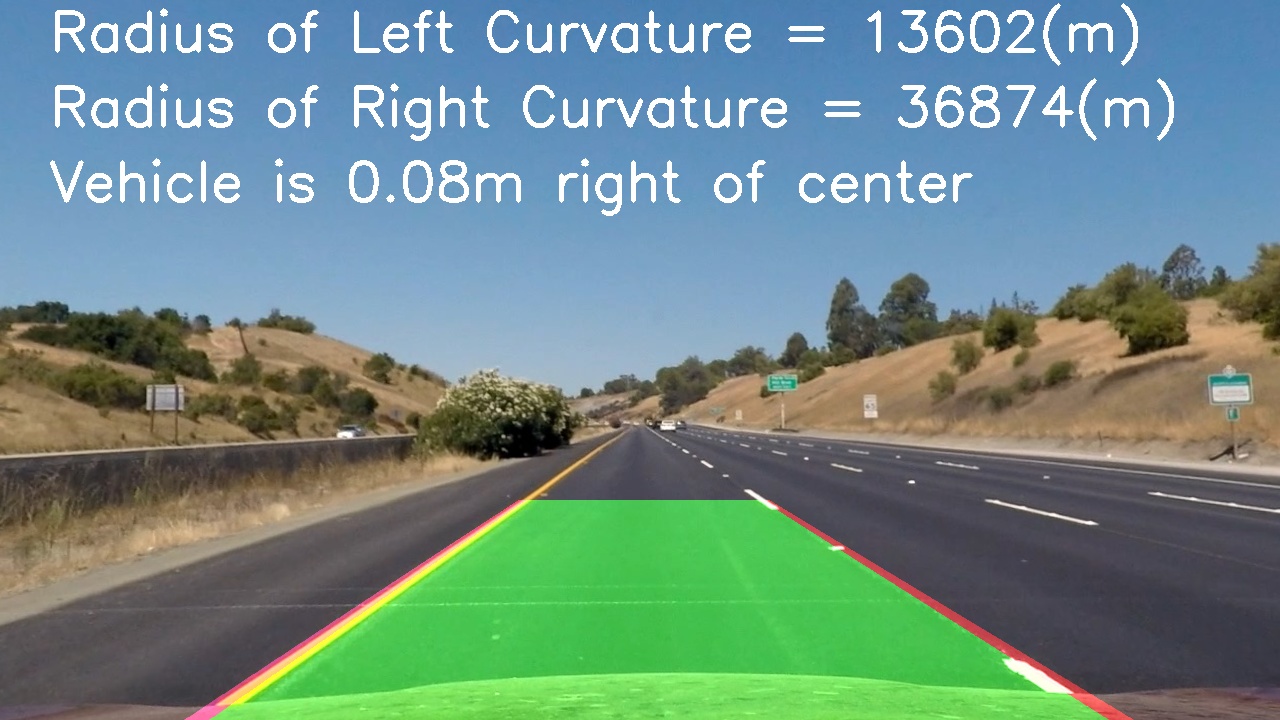 Radius of Left Curvature = 13602(m)
Radius of Right Curvature = 36874(m)
Vehicle is 0.08m right of center